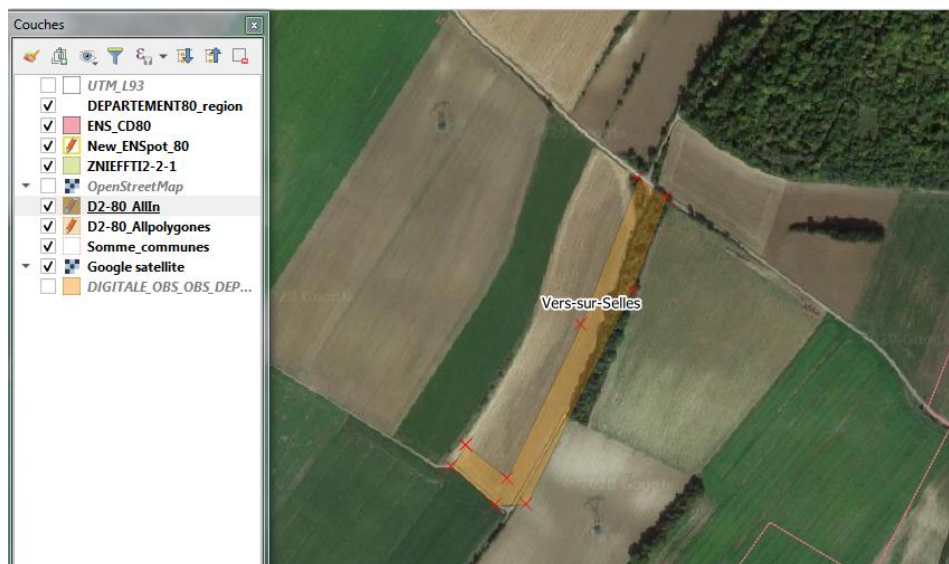 Couches
UTM_L93
DEPARTEMENT80_region
ENS_CD80
New_ENSpot_80
ZNIEFFTI2-2-1
OpenStreetMap
D2-80_AllIn
D2-80_Allpolygones
Somme_communes
Google satellite
DIGITALE_OBS_OBS_DEP...
Vers-sur-Selles